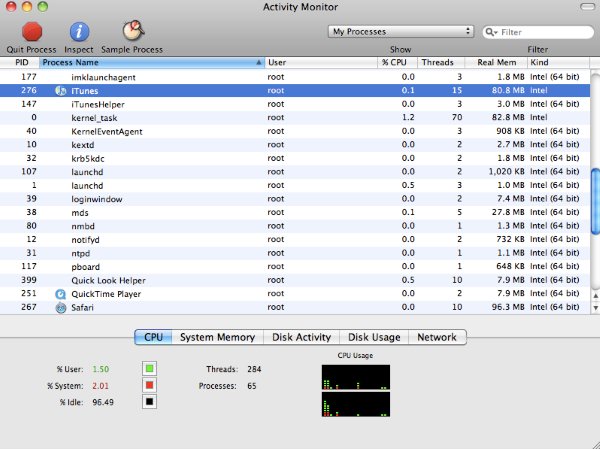 Activity Monitor
Quit Process Inspect Sample Process My Processes Show Filter Filter
PID Process Name User % CPU Threads Real Mem Kind
177 imklaunchagent root 0.0 3 1.8 MB Intel (64 bit)
276 iTunes root 0.1 15 80.8 MB Intel
147 iTunesHelper root 0.0 3 3.0 MB Intel (64 bit)
0 kernel_task root 1.2 70 82.8 MB Intel
40 KernelEventAgent root 0.0 3 908 KB Intel (64 bit)
10 kextd root 0.0 2 2.7 MB Intel (64 bit)
32 krb5kdc root 0.0 2 1.8 MB Intel (64 bit)
107 launchd root 0.0 2 1,020 KB Intel (64 bit)
1 launchd root 0.5 3 1.0 MB Intel (64 bit)
39 loginwindow root 0.0 2 7.4 MB Intel (64 bit)
38 mds root 0.1 5 27.8 MB Intel (64 bit)
80 nmbd root 0.0 1 1.3 MB Intel (64 bit)
12 notifyd root 0.0 2 732 KB Intel (64 bit)
31 ntpd root 0.0 1 1.1 MB Intel (64 bit)
117 pboard root 0.0 1 648 KB Intel (64 bit)
399 Quick Look Helper root 0.5 10 7.9 MB Intel (64 bit)
251 QuickTime Player root 0.0 2 7.9 MB Intel (64 bit)
267 Safari root 0.0 10 96.3 MB Intel (64 bit)
CPU System Memory Disk Activity Disk Usage Network
CPU Usage
% User: 1.50 Threads: 284
% System: 2.01 Processes: 65
% Idle: 96.49